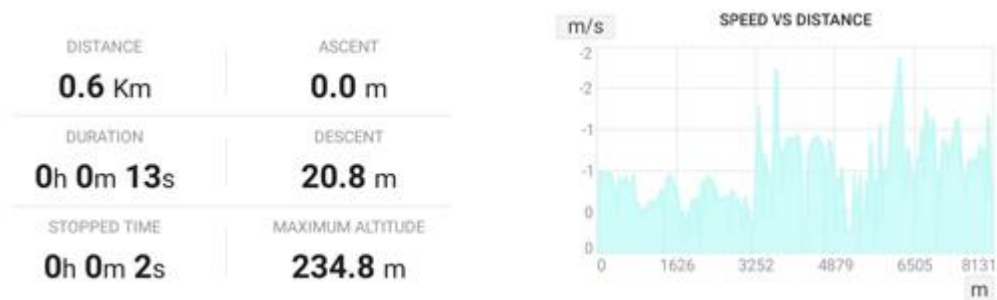 DISTANCE
0.6 Km
ASCENT
0.0 m
DURATION
0h 0m 13s
DESCENT
20.8 m
STOPPED TIME
0h 0m 2s
MAXIMUM ALTITUDE
234.8 m
SPEED VS DISTANCE
m/s
-2
-2
-1
-1
0
0
0 1626 3252 4879 6505 8131
m